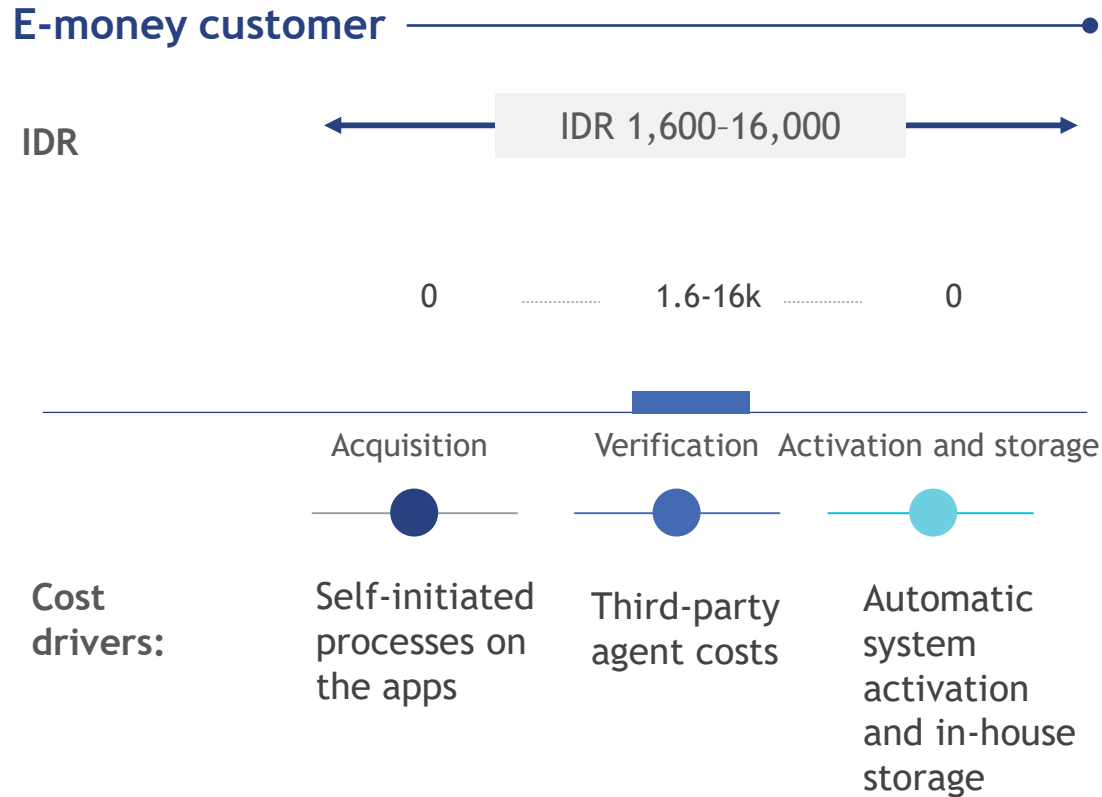 E-money customer
IDR
IDR 1,600–16,000
0
1.6-16k
0
Acquisition
Verification
Activation and storage
Cost
drivers:
Self-initiated
processes on
the apps
Third-party
agent costs
Automatic
system
activation
and in-house
storage